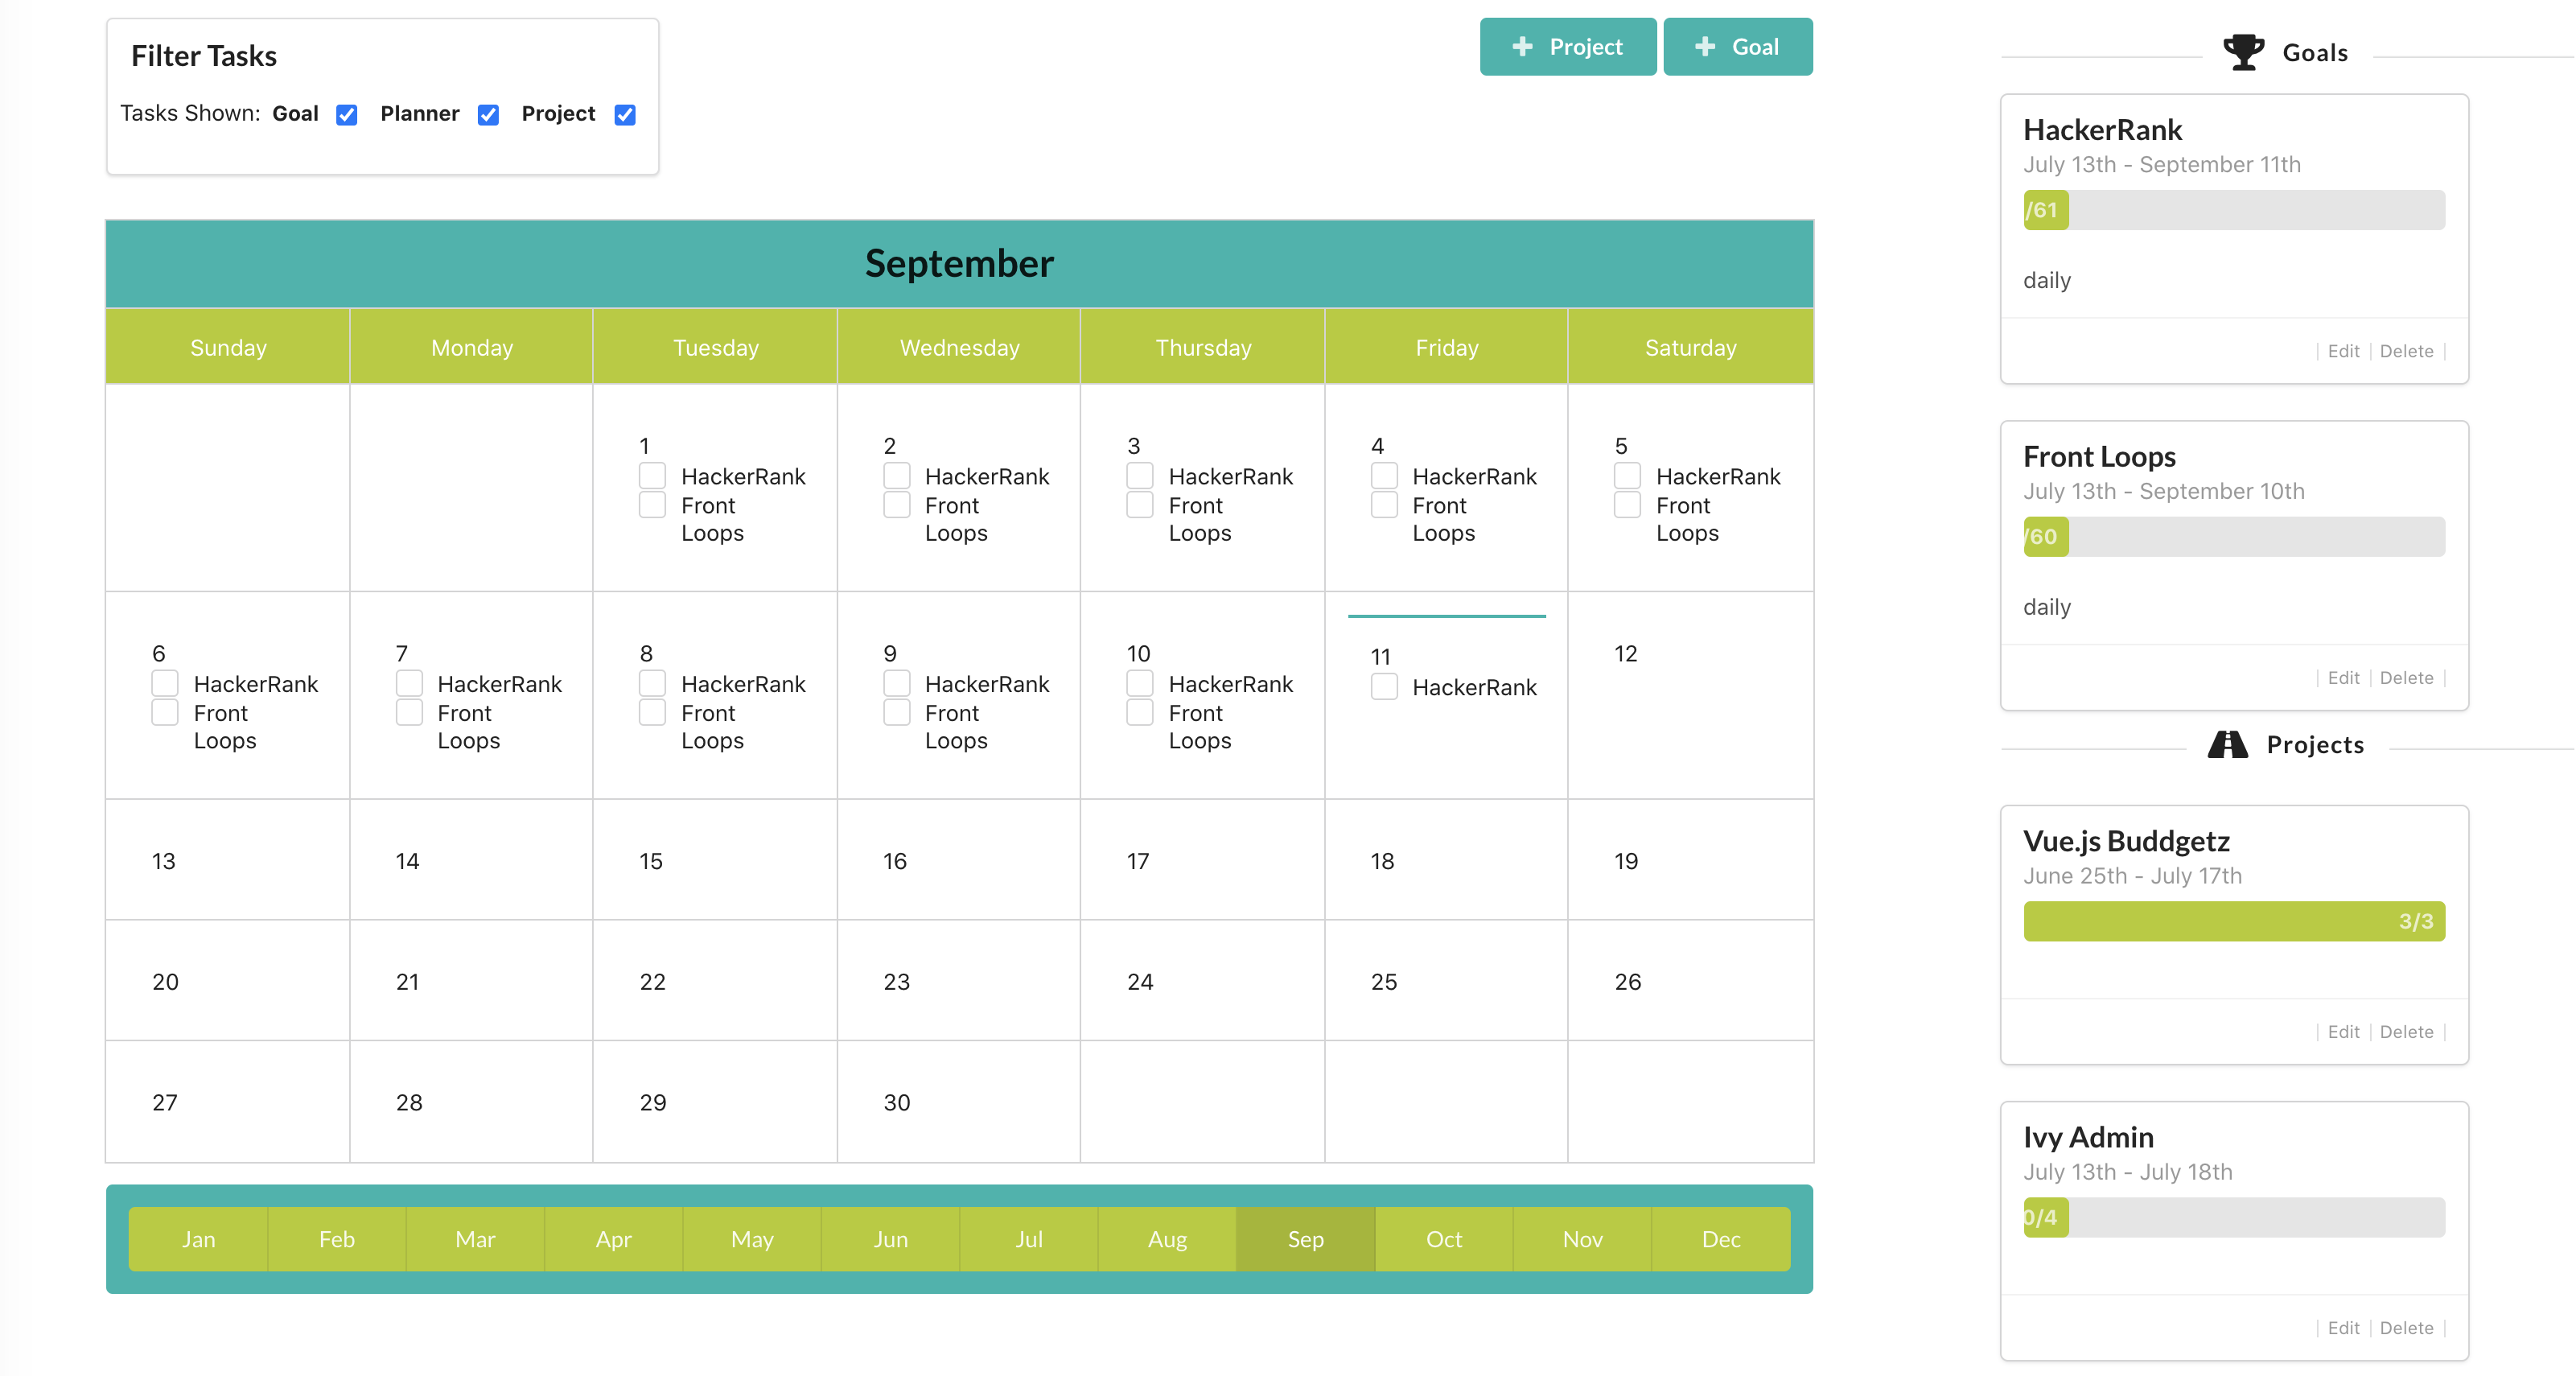 Filter Tasks
Tasks Shown: Goal Planner Project
Project
Goal
September
Sunday Monday Tuesday Wednesday Thursday Friday Saturday
1
HackerRank
Front
Loops
2
HackerRank
Front
Loops
3
HackerRank
Front
Loops
4
HackerRank
Front
Loops
5
HackerRank
Front
Loops
6
HackerRank
Front
Loops
7
HackerRank
Front
Loops
8
HackerRank
Front
Loops
9
HackerRank
Front
Loops
10
HackerRank
Front
Loops
11
HackerRank
12
13 14 15 16 17 18 19
20 21 22 23 24 25 26
27 28 29 30
Jan Feb Mar Apr May Jun Jul Aug Sep Oct Nov Dec
Goals
HackerRank
July 13th - September 11th
/61
daily
Edit Delete
Front Loops
July 13th - September 10th
/60
daily
Edit Delete
Projects
Vue.js Buddgetz
June 25th - July 17th
3/3
Edit Delete
Ivy Admin
July 13th - July 18th
0/4
Edit Delete